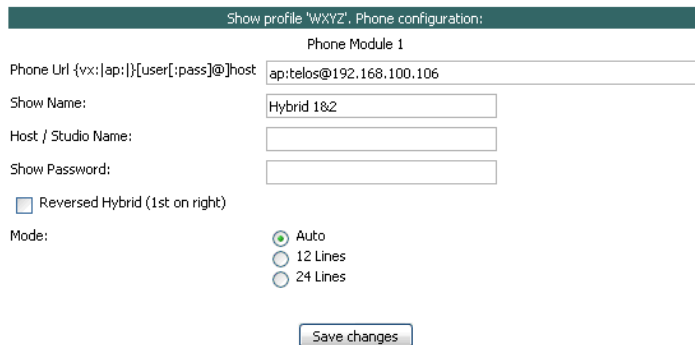 Show profile 'WXYZ'. Phone configuration:
Phone Module 1
Phone Url {vx:|ap:|}[user[:pass]@]host ap:telos@192.168.100.106
Show Name: Hybrid 1&2
Host / Studio Name:
Show Password:
Reversed Hybrid (1st on right)
Mode: Auto
12 Lines
24 Lines
Save changes